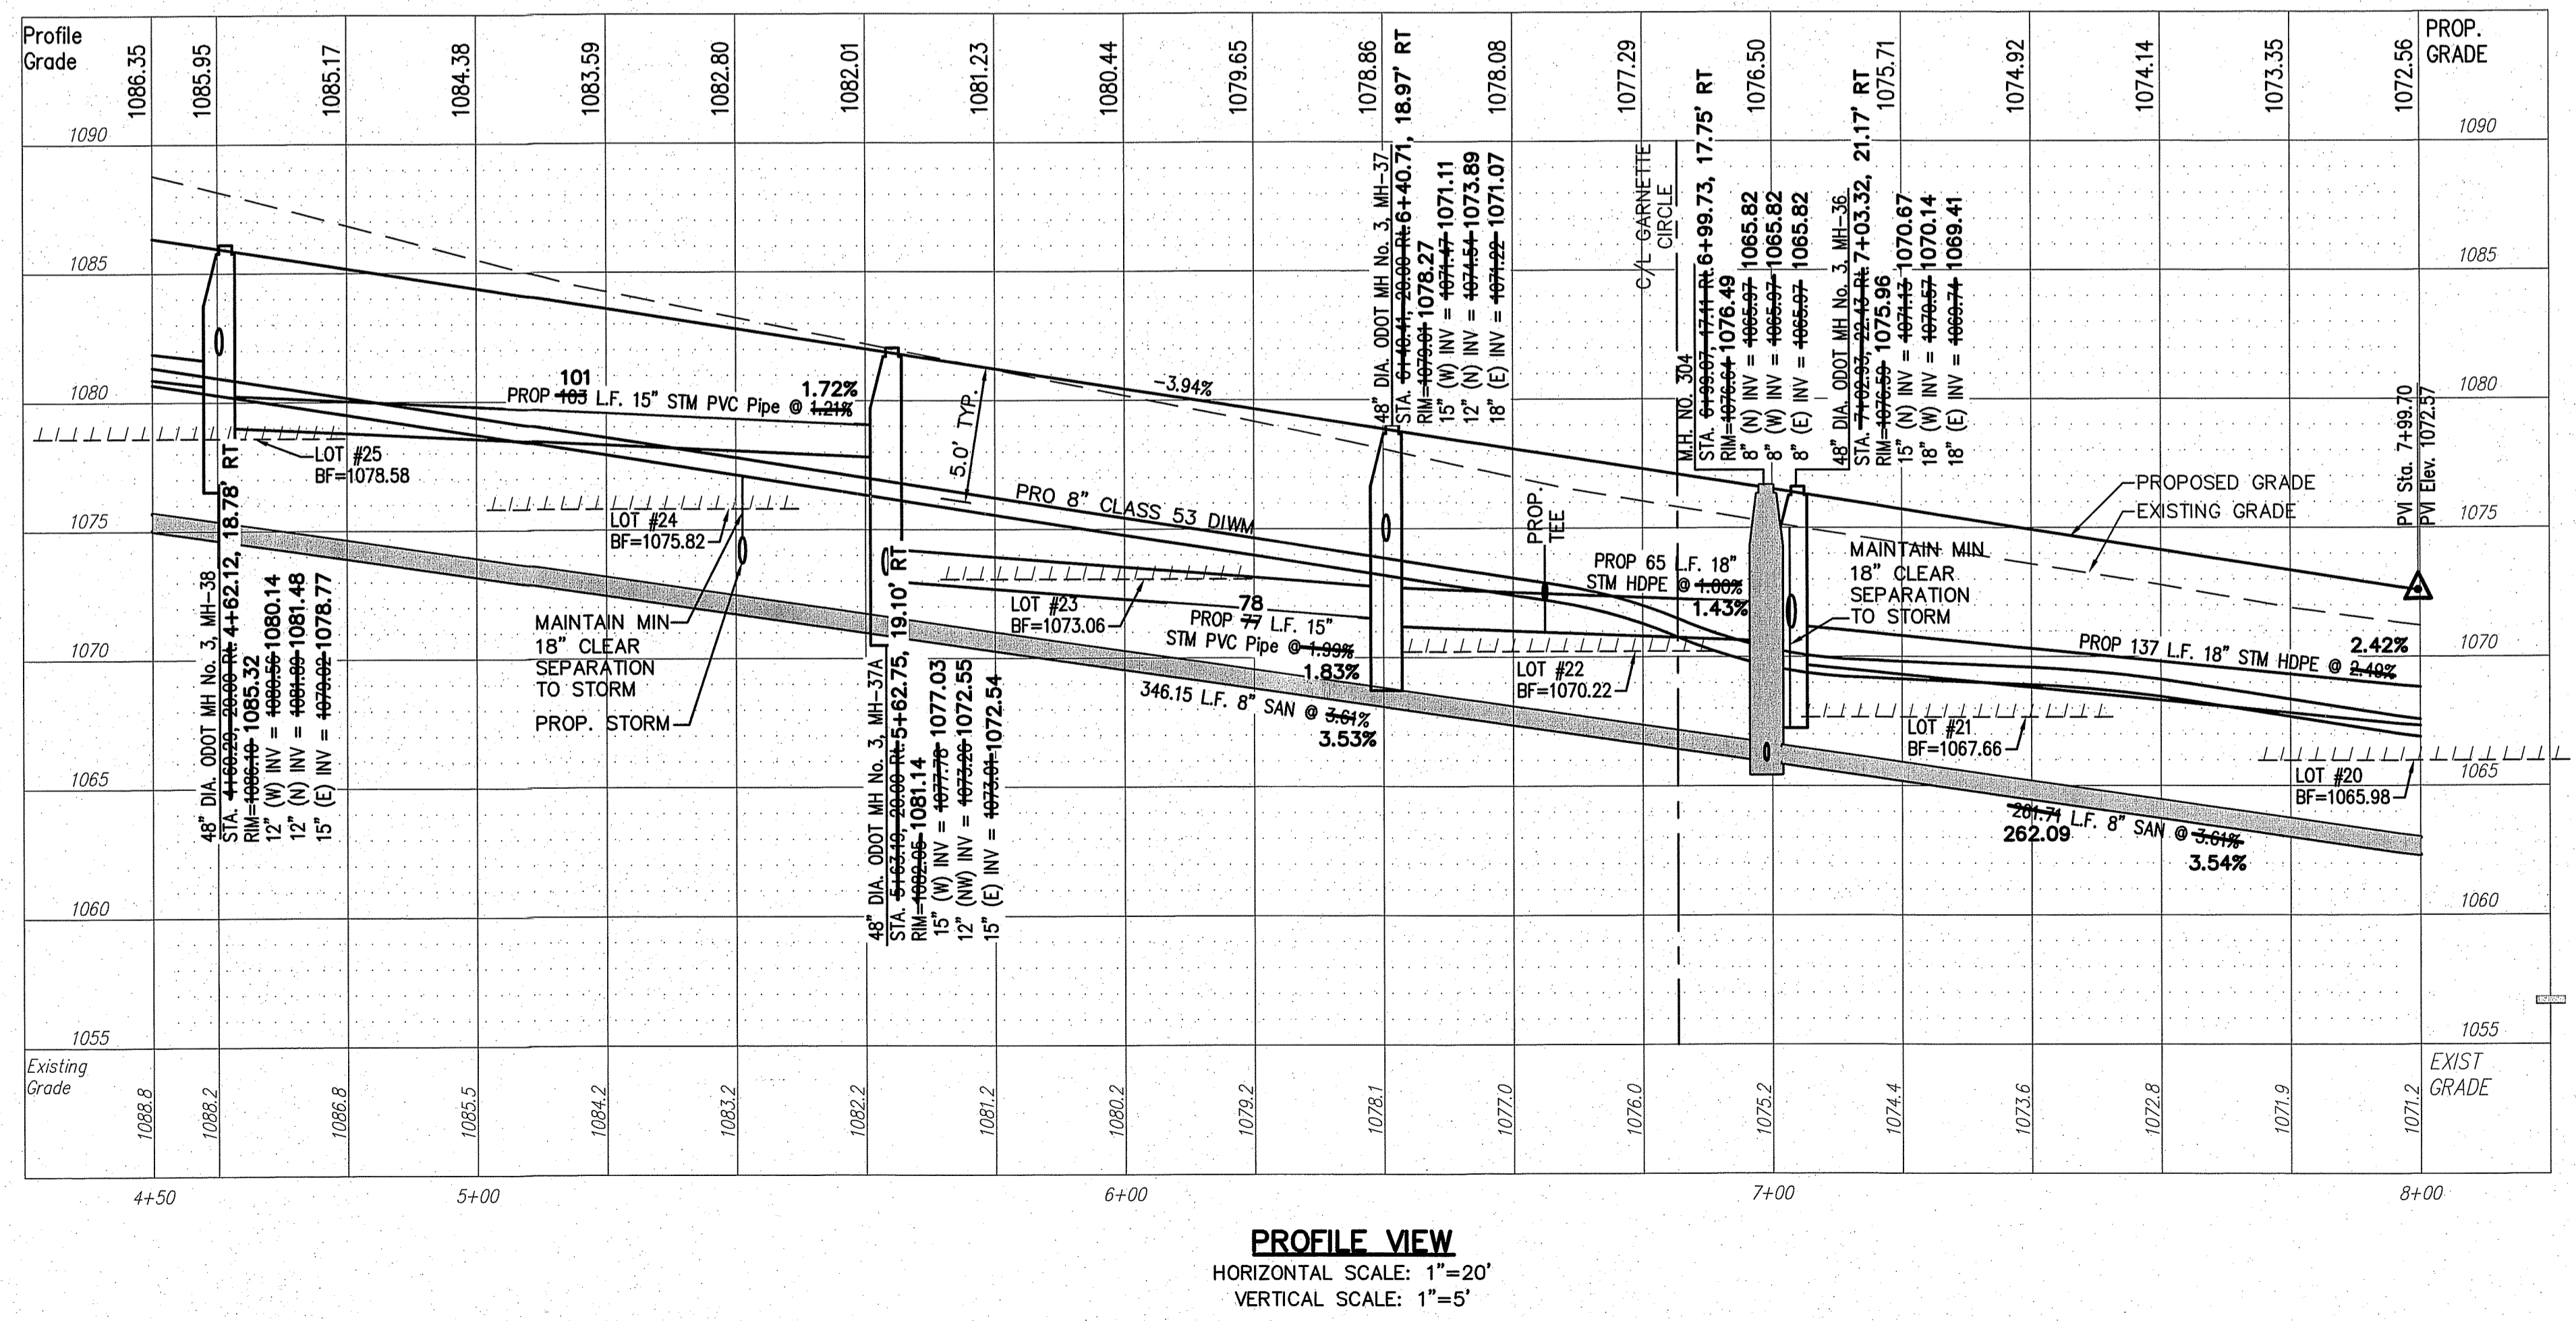 Profile
Grade
1086.35
1085.95
1085.17
1084.38
1083.59
1082.80
1082.01
1081.23
1080.44
1079.65
1078.86
1078.08
1077.29
1076.50
1075.71
1074.92
1074.14
1073.35
1072.56
PROP.
GRADE
1090
1090
1085
1085
1080
1080
1075
1075
1070
1070
1065
1065
1060
1060
1055
1055
48" DIA. ODOT MH No. 3, MH-38
STA. 4+60.29, 20.00 Rt. 4+62.12, 18.78' RT
RIM=1086.10 1085.32
12" (W) INV = 1080.56 1080.14
12" (N) INV = 1081.89 1081.48
15" (E) INV = 1079.02 1078.77
101
PROP 103 L.F. 15" STM PVC Pipe @ 1.21%
1.72%
LOT #25
BF=1078.58
LOT #24
BF=1075.82
MAINTAIN MIN
18" CLEAR
SEPARATION
TO STORM
PROP. STORM
48" DIA. ODOT MH No. 3, MH-37A
STA. 5+63.19, 20.00 Rt. 5+62.75, 19.10' RT
RIM=1082.05 1081.14
15" (W) INV = 1077.78 1077.03
12" (NW) INV = 1073.26 1072.55
15" (E) INV = 1073.01 1072.54
5.0' TYP.
-3.94%
PRO 8" CLASS 53 DIWM
LOT #23
BF=1073.06
78
PROP 77 L.F. 15"
STM PVC Pipe @ 1.99%
1.83%
346.15 L.F. 8" SAN @ 3.61%
3.53%
48" DIA. ODOT MH No. 3, MH-37
STA. 6+40.41, 20.00 Rt. 6+40.71, 18.97' RT
RIM=1079.01 1078.27
15" (W) INV = 1071.47 1071.11
12" (N) INV = 1074.54 1073.89
18" (E) INV = 1071.22 1071.07
PROP.
TEE
LOT #22
BF=1070.22
PROP 65 L.F. 18"
STM HDPE @ 1.00%
1.43%
C/L GARNETTE
CIRCLE
M.H. NO. 304
STA. 6+99.07, 17.11 Rt. 6+99.73, 17.75' RT
RIM=1076.64 1076.49
8" (N) INV = 1065.97 1065.82
8" (W) INV = 1065.97 1065.82
8" (E) INV = 1065.97 1065.82
48" DIA. ODOT MH No. 3, MH-36
STA. 7+02.93, 22.13 Rt. 7+03.32, 21.17' RT
RIM=1076.50 1075.96
15" (N) INV = 1071.13 1070.67
18" (W) INV = 1070.57 1070.14
18" (E) INV = 1069.74 1069.41
MAINTAIN MIN
18" CLEAR
SEPARATION
TO STORM
PROPOSED GRADE
EXISTING GRADE
PVI Sta. 7+99.70
PVI Elev. 1072.57
2.42%
PROP 137 L.F. 18" STM HDPE @ 2.49%
LOT #21
BF=1067.66
LOT #20
BF=1065.98
261.71 L.F. 8" SAN @ 3.61%
262.09
3.54%
Existing
Grade
1088.8
1088.2
1086.8
1085.5
1084.2
1083.2
1082.2
1081.2
1080.2
1079.2
1078.1
1077.0
1076.0
1075.2
1074.4
1073.6
1072.8
1071.9
1071.2
EXIST
GRADE
4+50
5+00
6+00
7+00
8+00
PROFILE VIEW
HORIZONTAL SCALE: 1"=20'
VERTICAL SCALE: 1"=5'